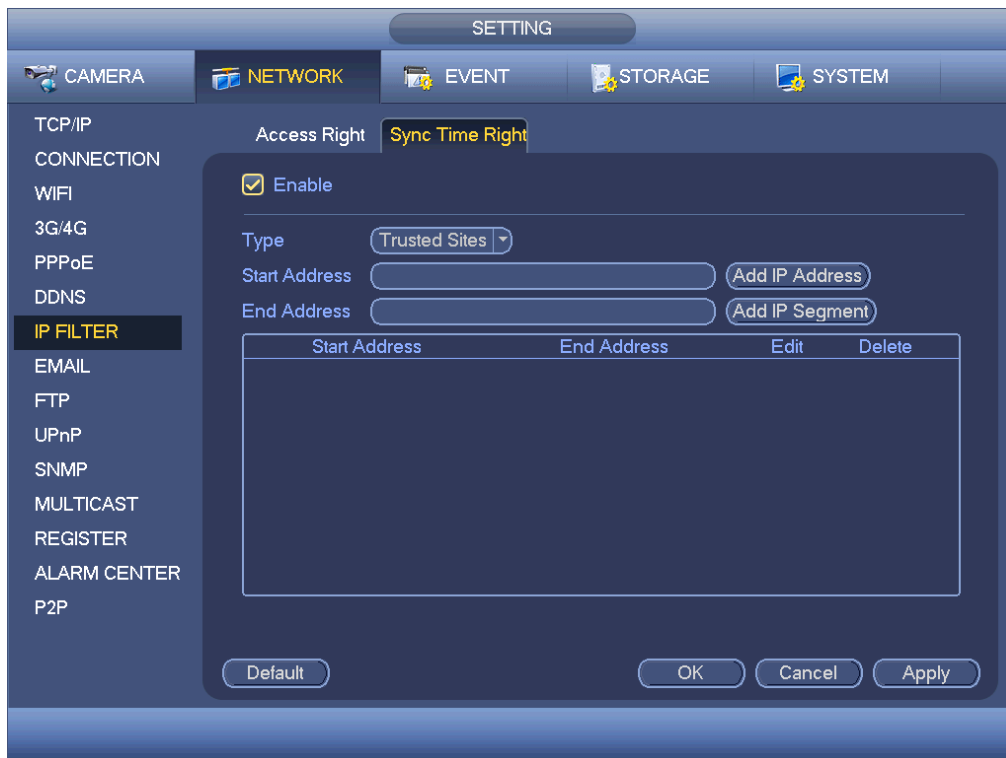 SETTING
CAMERA NETWORK EVENT STORAGE SYSTEM
TCP/IP
CONNECTION
WIFI
3G/4G
PPPoE
DDNS
IP FILTER
EMAIL
FTP
UPnP
SNMP
MULTICAST
REGISTER
ALARM CENTER
P2P
Access Right Sync Time Right
Enable
Type Trusted Sites
Start Address Add IP Address
End Address Add IP Segment
Start Address End Address Edit Delete
Default OK Cancel Apply